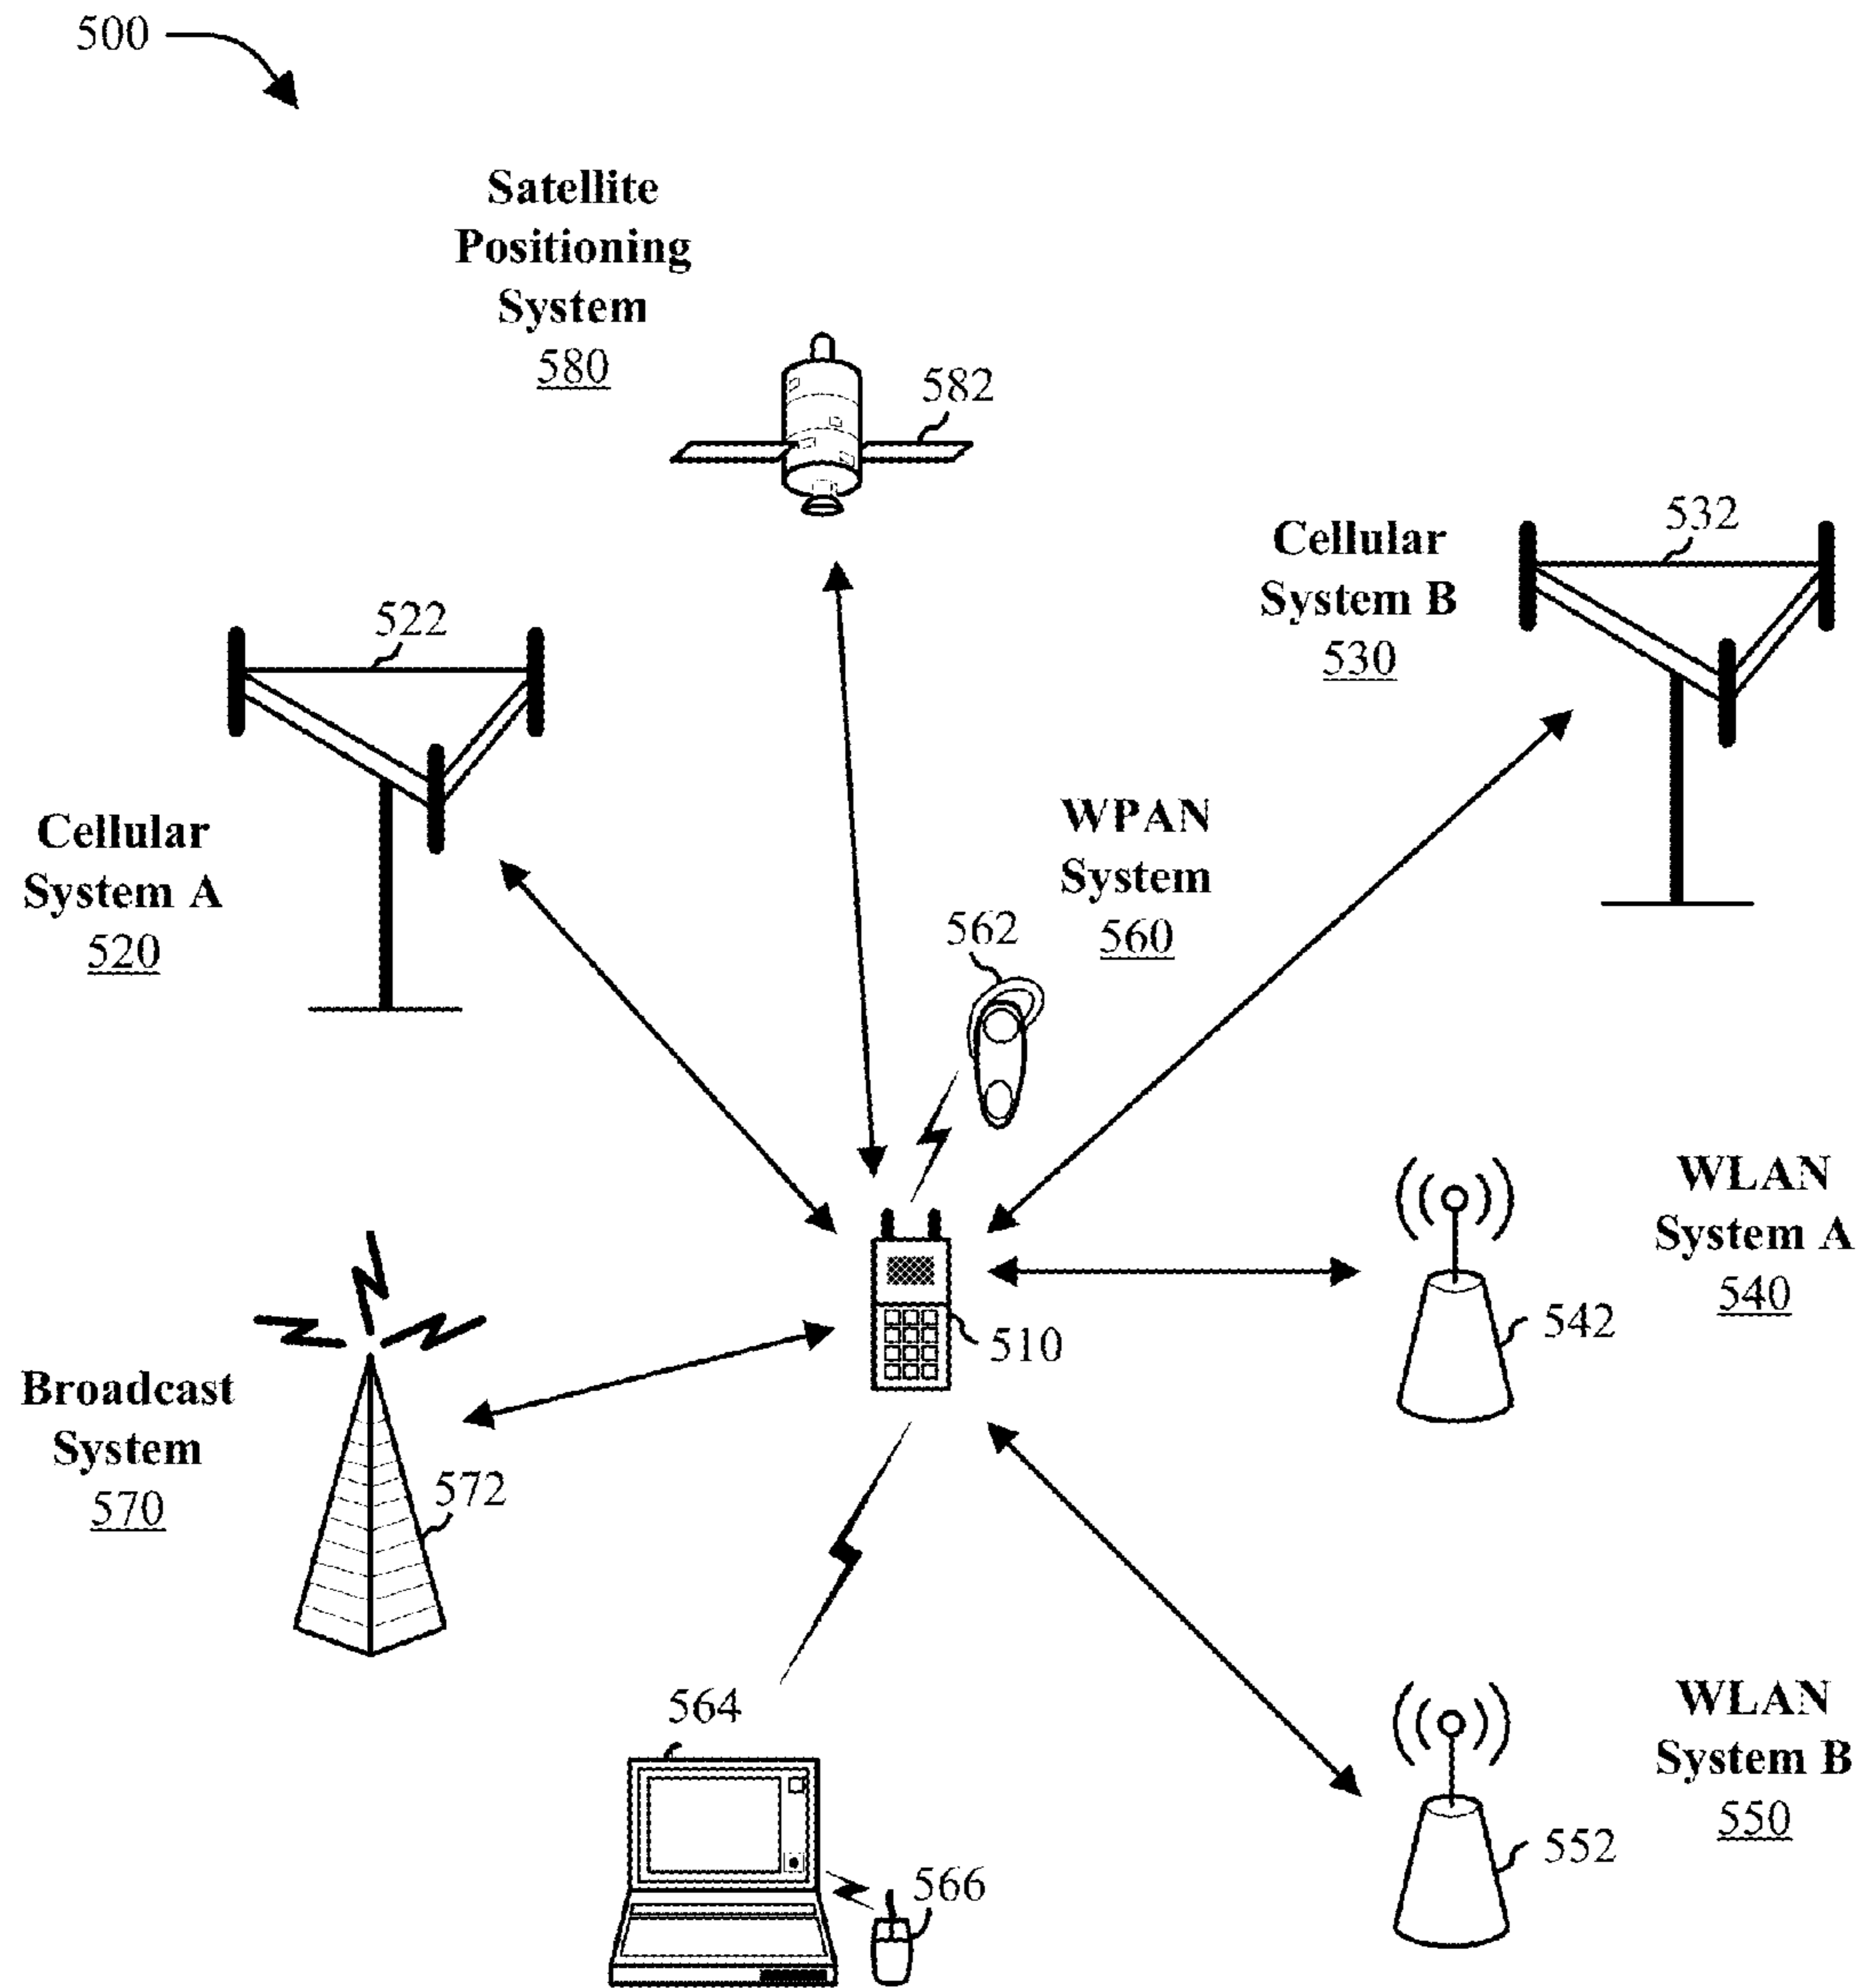 500
Satellite
Positioning
System
580
582
Cellular
System B
530
532
522
Cellular
System A
520
WPAN
System
560
562
WLAN
System A
540
542
510
Broadcast
System
570
572
564
566
WLAN
System B
550
552